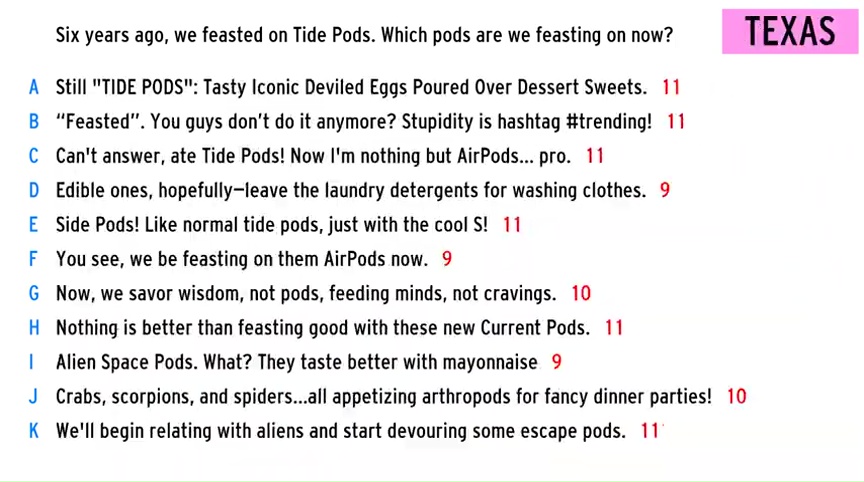 Six years ago, we feasted on Tide Pods. Which pods are we feasting on now?
TEXAS
A Still "TIDE PODS": Tasty Iconic Deviled Eggs Poured Over Dessert Sweets. 11
B “Feasted”. You guys don’t do it anymore? Stupidity is hashtag #trending! 11
C Can't answer, ate Tide Pods! Now I'm nothing but AirPods... pro. 11
D Edible ones, hopefully—leave the laundry detergents for washing clothes. 9
E Side Pods! Like normal tide pods, just with the cool S! 11
F You see, we be feasting on them AirPods now. 9
G Now, we savor wisdom, not pods, feeding minds, not cravings. 10
H Nothing is better than feasting good with these new Current Pods. 11
I Alien Space Pods. What? They taste better with mayonnaise 9
J Crabs, scorpions, and spiders...all appetizing arthropods for fancy dinner parties! 10
K We'll begin relating with aliens and start devouring some escape pods. 11